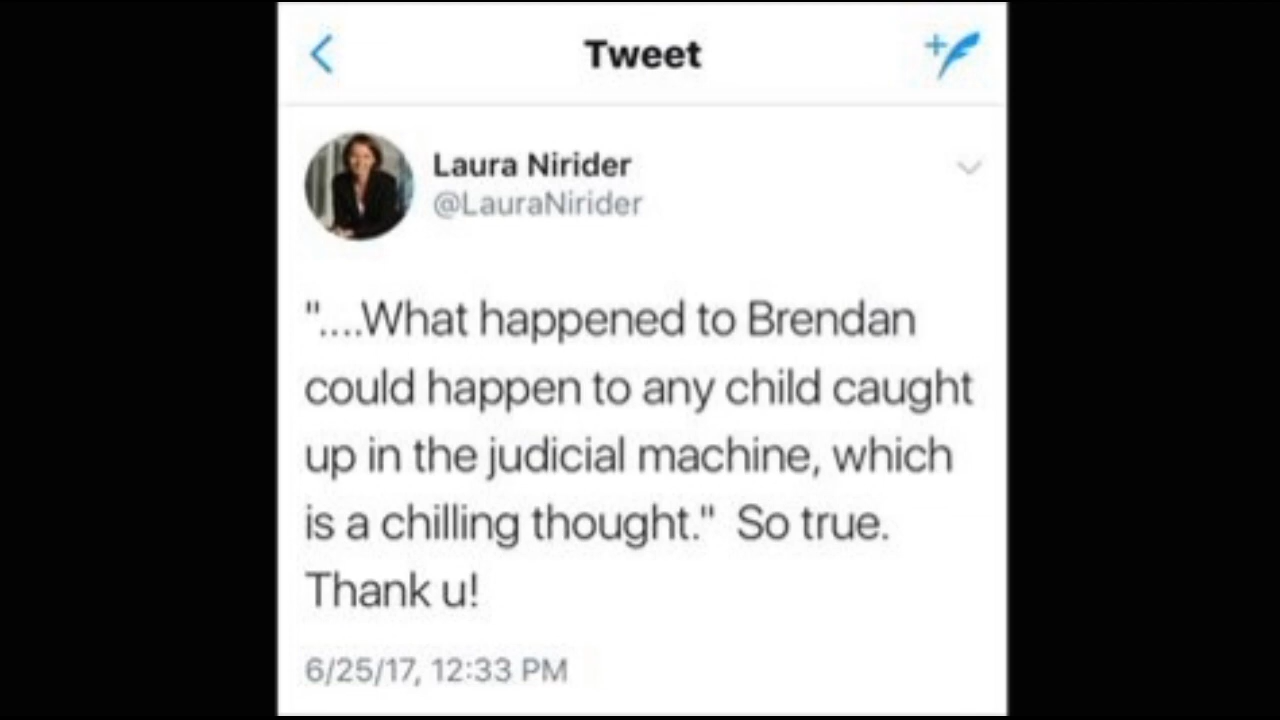 Tweet
Laura Nirider
@LauraNirider
"....What happened to Brendan
could happen to any child caught
up in the judicial machine, which
is a chilling thought."  So true.
Thank u!
6/25/17, 12:33 PM